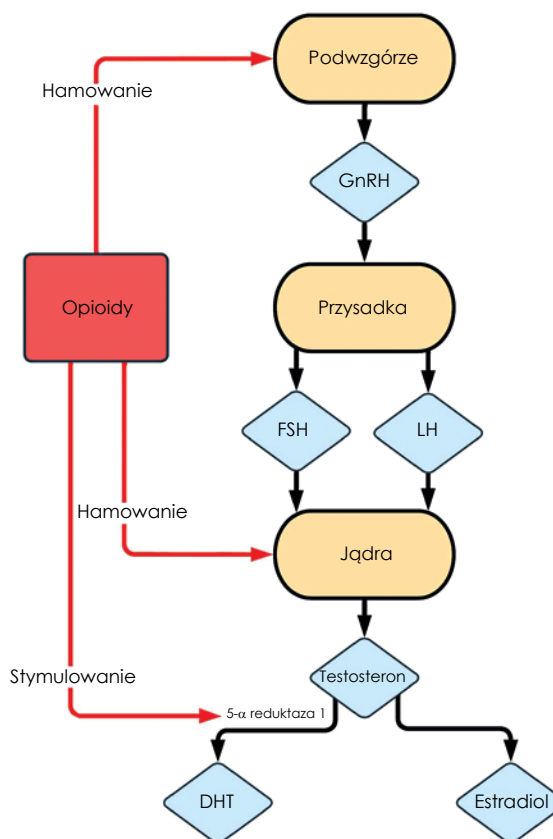 Podwzgórze
Hamowanie
GnRH
Opioidy
Przysadka
FSH
LH
Hamowanie
Jądra
Stymulowanie
Testosteron
5-α reduktaza 1
DHT
Estradiol